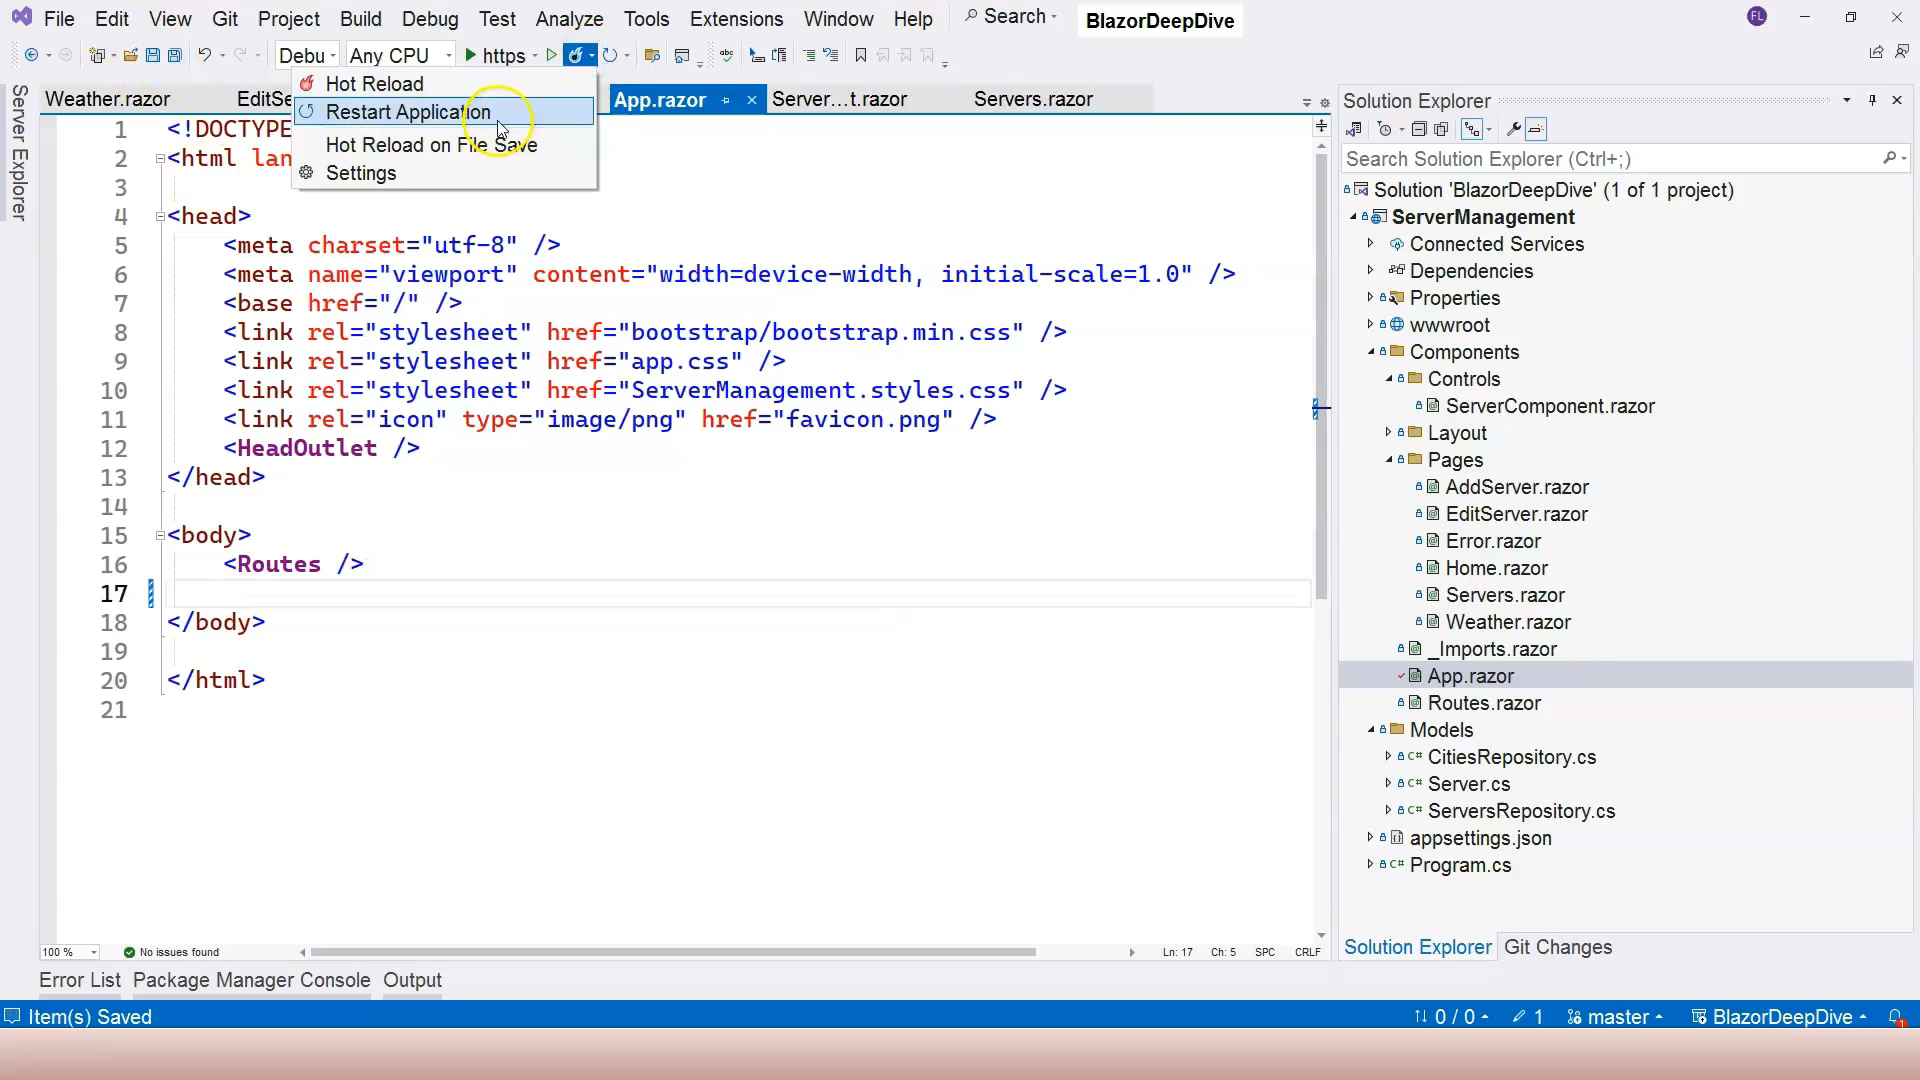 File Edit View Git Project Build Debug Test Analyze Tools Extensions Window Help Search BlazorDeepDive FL
Debu Any CPU https abc
Hot Reload
Restart Application
Hot Reload on File Save
Settings
Weather.razor EditSe App.razor Server...t.razor Servers.razor
Server Explorer
1 <!DOCTYPE
2 <html lan
3
4 <head>
5 <meta charset="utf-8" />
6 <meta name="viewport" content="width=device-width, initial-scale=1.0" />
7 <base href="/" />
8 <link rel="stylesheet" href="bootstrap/bootstrap.min.css" />
9 <link rel="stylesheet" href="app.css" />
10 <link rel="stylesheet" href="ServerManagement.styles.css" />
11 <link rel="icon" type="image/png" href="favicon.png" />
12 <HeadOutlet />
13 </head>
14
15 <body>
16 <Routes />
17
18 </body>
19
20 </html>
21
100 % No issues found Ln: 17 Ch: 5 SPC CRLF
Solution Explorer
Search Solution Explorer (Ctrl+;)
Solution 'BlazorDeepDive' (1 of 1 project)
ServerManagement
Connected Services
Dependencies
Properties
wwwroot
Components
Controls
ServerComponent.razor
Layout
Pages
AddServer.razor
EditServer.razor
Error.razor
Home.razor
Servers.razor
Weather.razor
_Imports.razor
App.razor
Routes.razor
Models
C# CitiesRepository.cs
C# Server.cs
C# ServersRepository.cs
appsettings.json
C# Program.cs
Solution Explorer Git Changes
Error List Package Manager Console Output
Item(s) Saved 0 / 0 1 master BlazorDeepDive 1